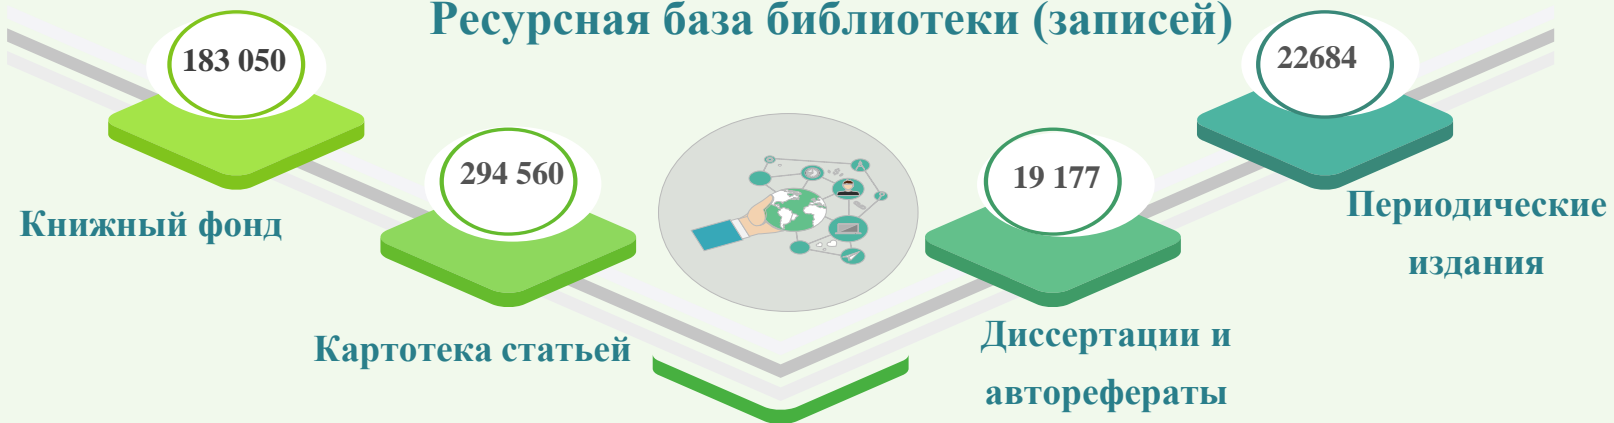 Ресурсная база библиотеки (записей)
183 050
Книжный фонд
294 560
Картотека статьей
19 177
Диссертации и
авторефераты
22684
Периодические
издания